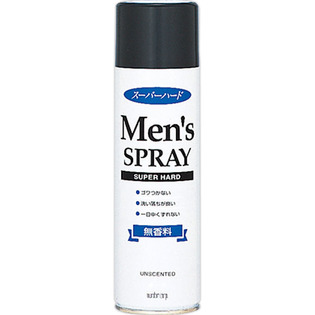 スーパーハード
Men's
SPRAY
SUPER HARD
●ゴワつかない
●洗い落ちが良い
●一日中くずれない
無香料
UNSCENTED